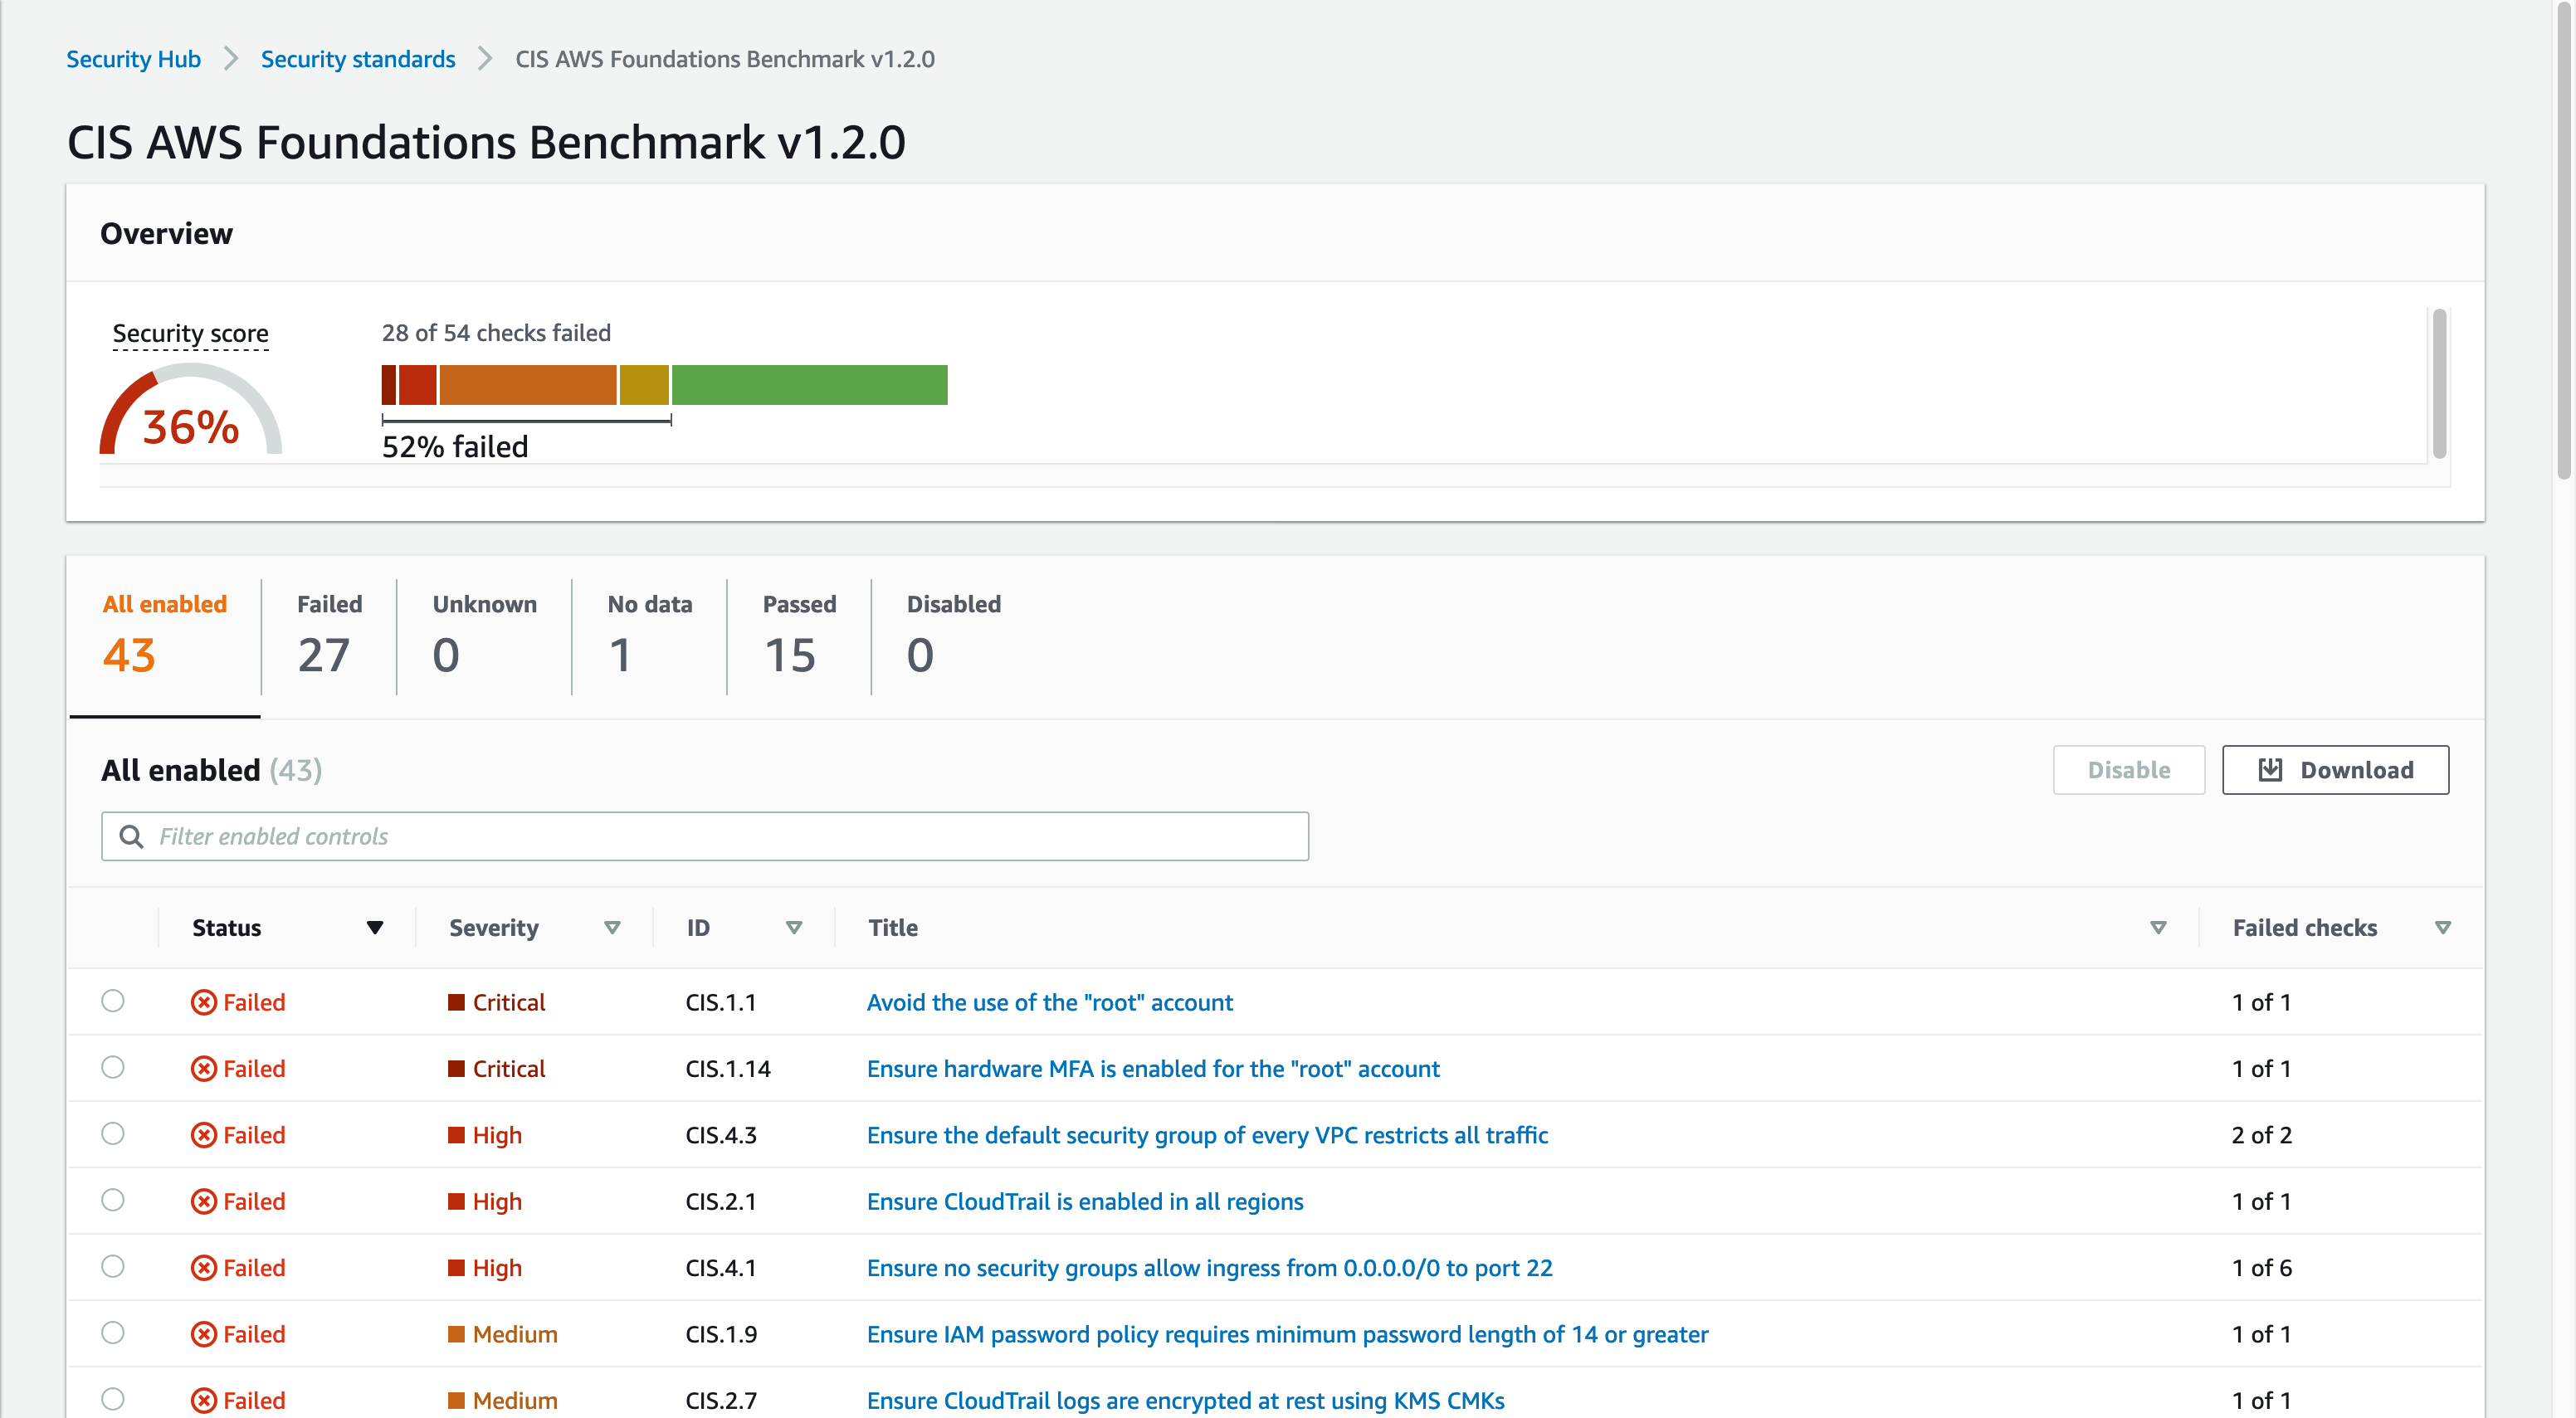 Security Hub > Security standards > CIS AWS Foundations Benchmark v1.2.0
CIS AWS Foundations Benchmark v1.2.0
Overview
Security score
28 of 54 checks failed
36%
52% failed
All enabled Failed Unknown No data Passed Disabled
43 27 0 1 15 0
All enabled (43)
Disable Download
Filter enabled controls
Status Severity ID Title Failed checks
Failed Critical CIS.1.1 Avoid the use of the "root" account 1 of 1
Failed Critical CIS.1.14 Ensure hardware MFA is enabled for the "root" account 1 of 1
Failed High CIS.4.3 Ensure the default security group of every VPC restricts all traffic 2 of 2
Failed High CIS.2.1 Ensure CloudTrail is enabled in all regions 1 of 1
Failed High CIS.4.1 Ensure no security groups allow ingress from 0.0.0.0/0 to port 22 1 of 6
Failed Medium CIS.1.9 Ensure IAM password policy requires minimum password length of 14 or greater 1 of 1
Failed Medium CIS.2.7 Ensure CloudTrail logs are encrypted at rest using KMS CMKs 1 of 1